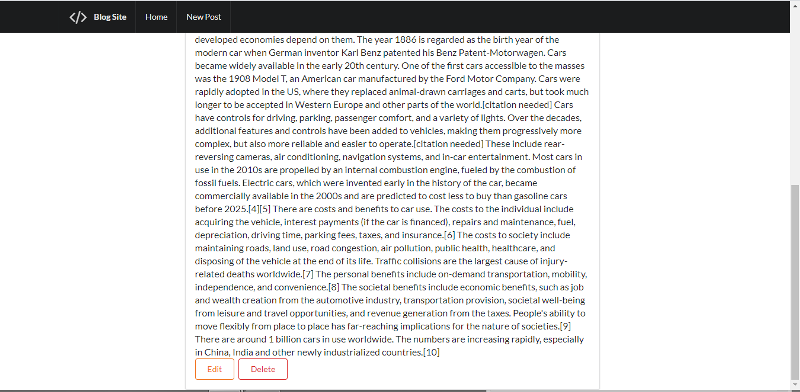 </> Blog Site Home New Post
developed economies depend on them. The year 1886 is regarded as the birth year of the
modern car when German inventor Karl Benz patented his Benz Patent-Motorwagen. Cars
became widely available in the early 20th century. One of the first cars accessible to the masses
was the 1908 Model T, an American car manufactured by the Ford Motor Company. Cars were
rapidly adopted in the US, where they replaced animal-drawn carriages and carts, but took much
longer to be accepted in Western Europe and other parts of the world.[citation needed] Cars
have controls for driving, parking, passenger comfort, and a variety of lights. Over the decades,
additional features and controls have been added to vehicles, making them progressively more
complex, but also more reliable and easier to operate.[citation needed] These include rear-
reversing cameras, air conditioning, navigation systems, and in-car entertainment. Most cars in
use in the 2010s are propelled by an internal combustion engine, fueled by the combustion of
fossil fuels. Electric cars, which were invented early in the history of the car, became
commercially available in the 2000s and are predicted to cost less to buy than gasoline cars
before 2025.[4][5] There are costs and benefits to car use. The costs to the individual include
acquiring the vehicle, interest payments (if the car is financed), repairs and maintenance, fuel,
depreciation, driving time, parking fees, taxes, and insurance.[6] The costs to society include
maintaining roads, land use, road congestion, air pollution, public health, healthcare, and
disposing of the vehicle at the end of its life. Traffic collisions are the largest cause of injury-
related deaths worldwide.[7] The personal benefits include on-demand transportation, mobility,
independence, and convenience.[8] The societal benefits include economic benefits, such as job
and wealth creation from the automotive industry, transportation provision, societal well-being
from leisure and travel opportunities, and revenue generation from the taxes. People's ability to
move flexibly from place to place has far-reaching implications for the nature of societies.[9]
There are around 1 billion cars in use worldwide. The numbers are increasing rapidly, especially
in China, India and other newly industrialized countries.[10]
Edit Delete